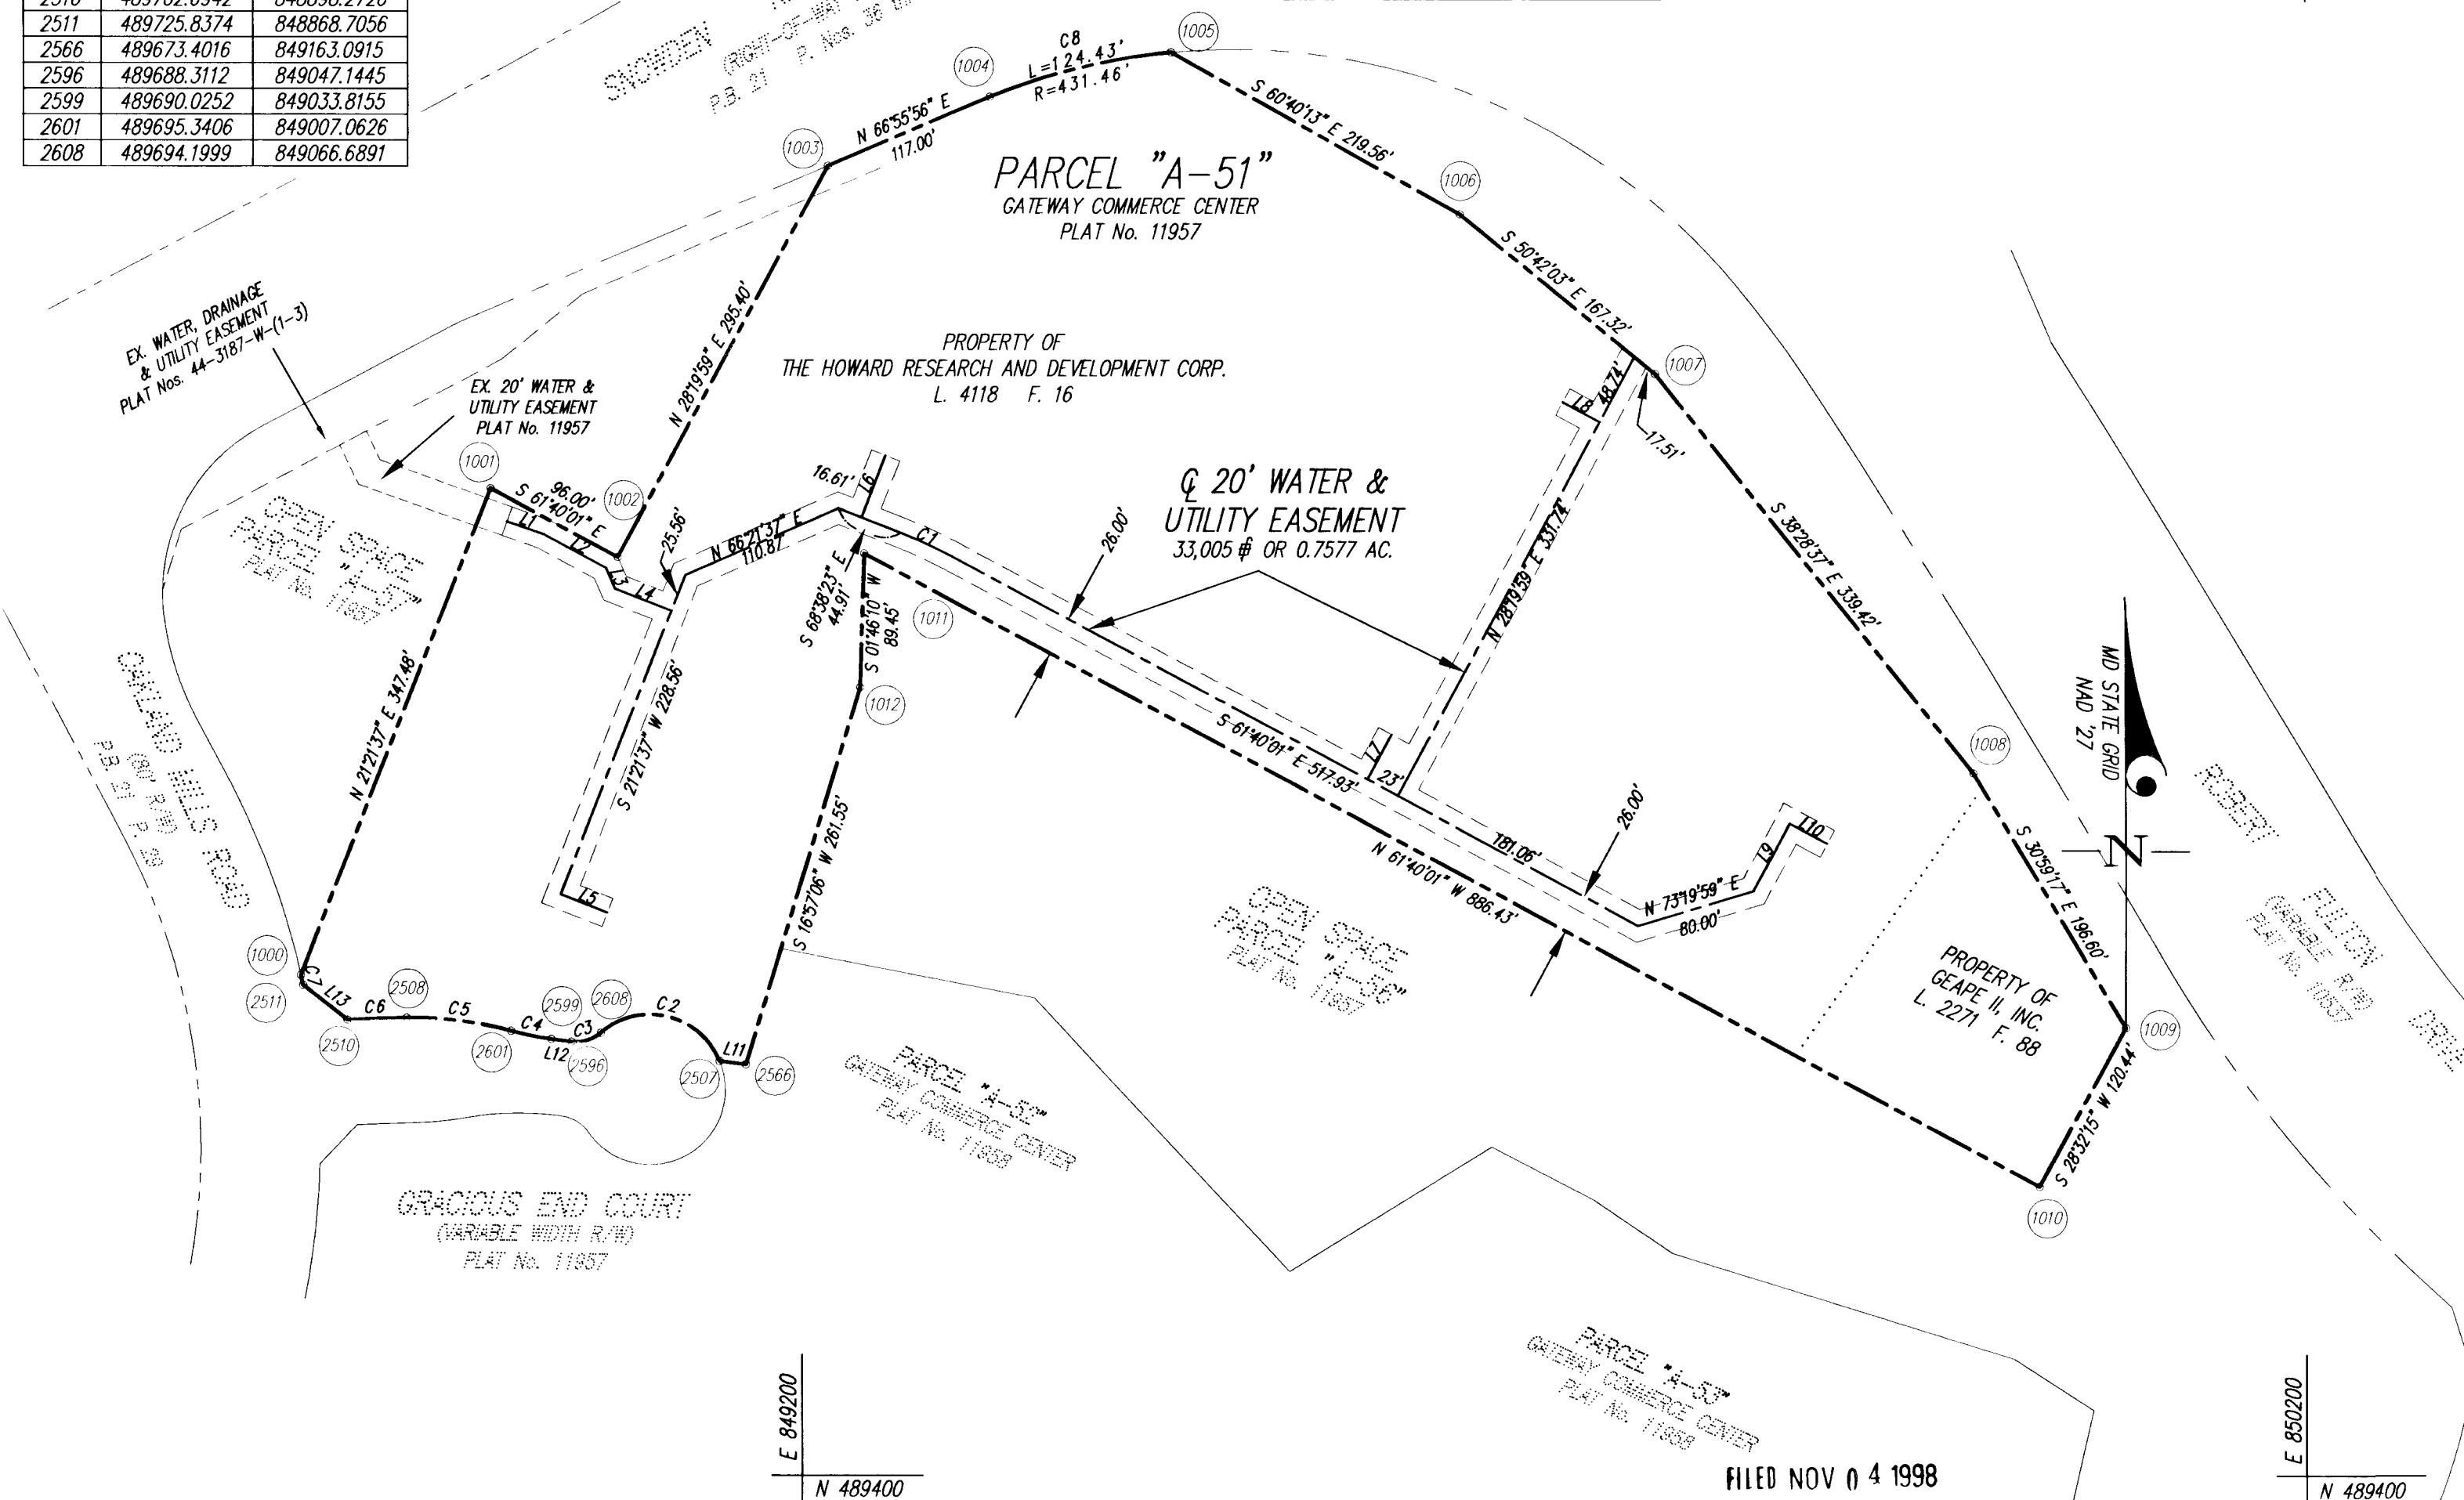 2511 489725.8374 848868.7056
2566 489673.4016 849163.0915
2596 489688.3112 849047.1445
2599 489690.0252 849033.8155
2601 489695.3406 849007.0626
2608 489694.1999 849066.6891
SNOWDEN
(RIGHT-OF-WAY
P.B. 21 P. Nos. 36
C8
L=124.43'
R=431.46'
1005
1004
N 66°55'56" E
117.00'
1003
S 60°40'13" E 219.56'
1006
PARCEL "A-51"
GATEWAY COMMERCE CENTER
PLAT No. 11957
S 50°42'03" E 167.32'
1007
EX. WATER, DRAINAGE
& UTILITY EASEMENT
PLAT Nos. 44-3187-W-(1-3)
N 28°19'59" E 295.40'
PROPERTY OF
THE HOWARD RESEARCH AND DEVELOPMENT CORP.
L. 4118 F. 16
EX. 20' WATER &
UTILITY EASEMENT
PLAT No. 11957
L8
48.74'
17.51'
1001
96.00'
S 61°40'01" E
1002
L1
L2
L3
L4
25.56'
N 66°21'37" E
110.87'
16.61'
L6
C1
26.00'
℄ 20' WATER &
UTILITY EASEMENT
33,005 ⌗ OR 0.7577 AC.
N 28°19'59" E 331.74'
S 38°28'37" E 339.42'
OPEN SPACE
PARCEL "A-57"
PLAT No. 11957
S 68°38'23" E
44.91'
S 01°46'10" W
89.45'
1011
1012
MD STATE GRID
NAD '27
N
OAKLAND MILLS ROAD
(80' R/W)
P.B. 21 P. 29
N 21°21'37" E 347.48'
S 21°21'37" W 228.56'
L5
S 16°57'06" W 261.55'
S 61°40'01" E 517.93'
L7
23'
1008
181.06'
26.00'
L9
L10
N 73°19'59" E
80.00'
N 61°40'01" W 886.43'
S 30°59'17" E 196.60'
ROBERT
FULTON
DRIVE
(VARIABLE R/W)
PLAT No. 10537
OPEN SPACE
PARCEL "A-56"
PLAT No. 11957
PROPERTY OF
GEAPE II, INC.
L. 2271 F. 88
1009
S 28°32'15" W 120.44'
1010
1000
C7
2511
L13
2510
C6
2508
C5
2601
C4
2599
L12
C3
2596
2608
C2
2507
L11
2566
PARCEL "A-52"
GATEWAY COMMERCE CENTER
PLAT No. 11958
GRACIOUS END COURT
(VARIABLE WIDTH R/W)
PLAT No. 11957
PARCEL "A-53"
GATEWAY COMMERCE CENTER
PLAT No. 11958
E 849200
N 489400
FILED NOV 04 1998
E 850200
N 489400